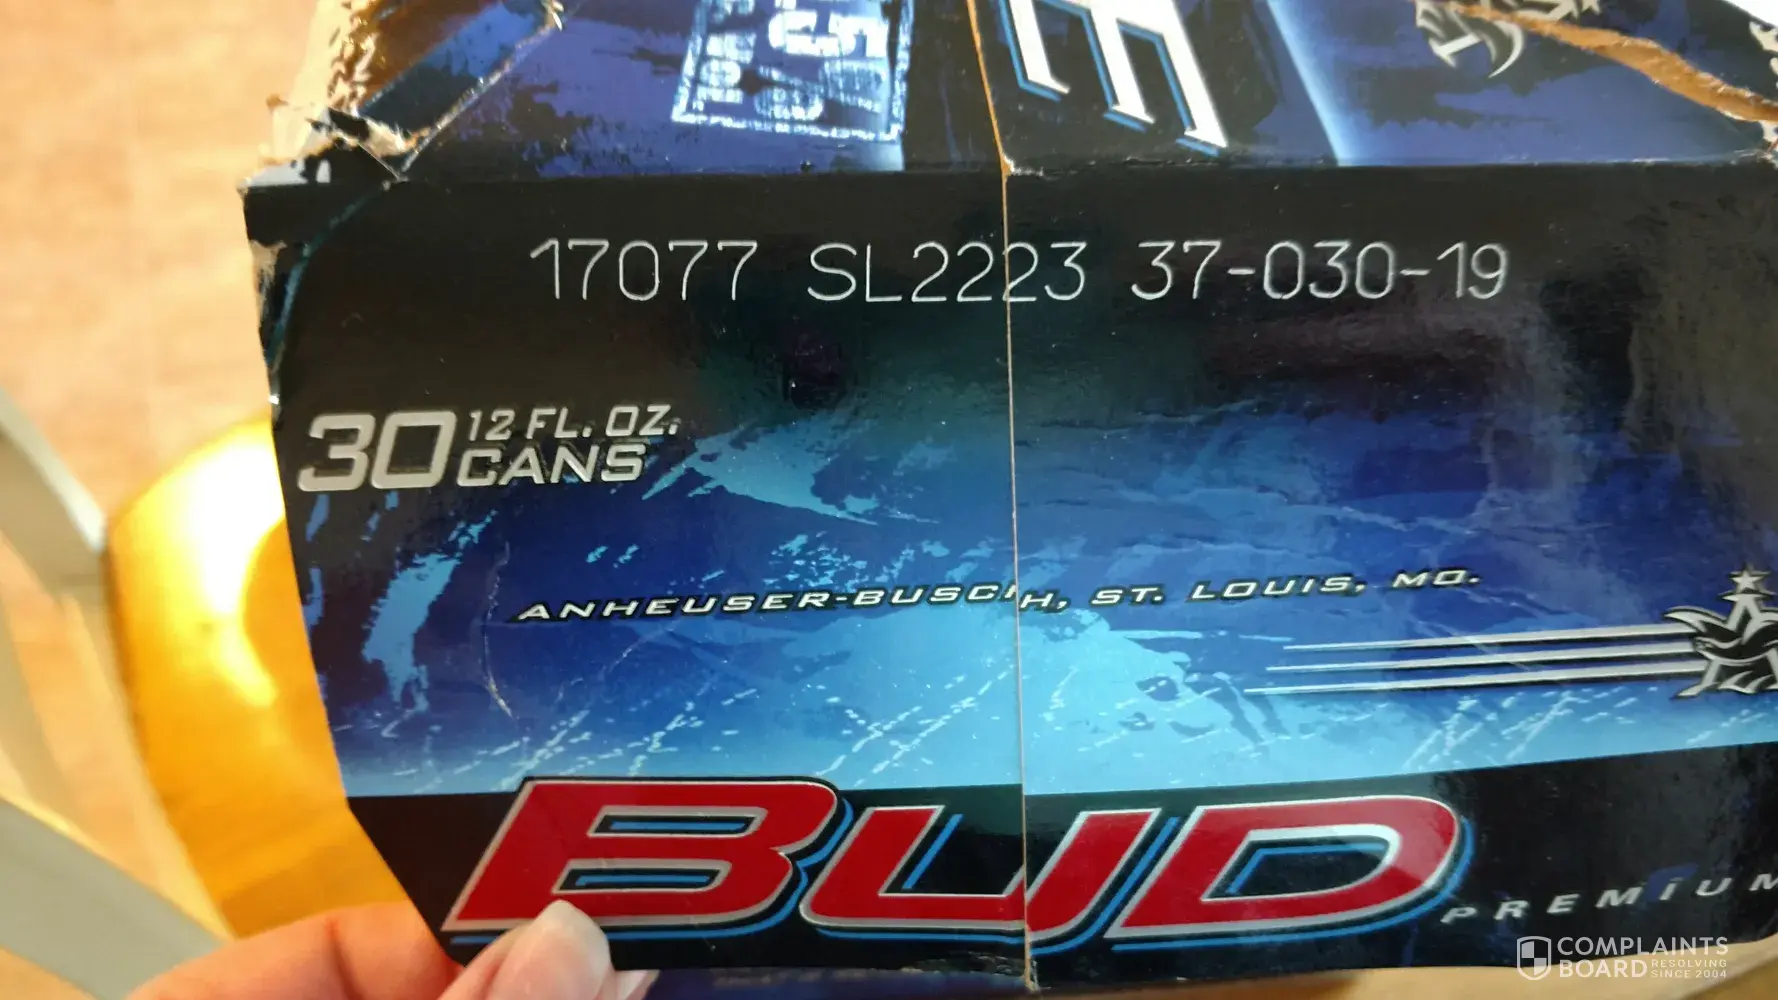 17077 SL2223 37-030-19
30 12 FL. OZ.
CANS
ANHEUSER-BUSCH, ST. LOUIS, MO.
BUD
PREMIUM
COMPLAINTS
BOARD RESOLVING
SINCE 2004